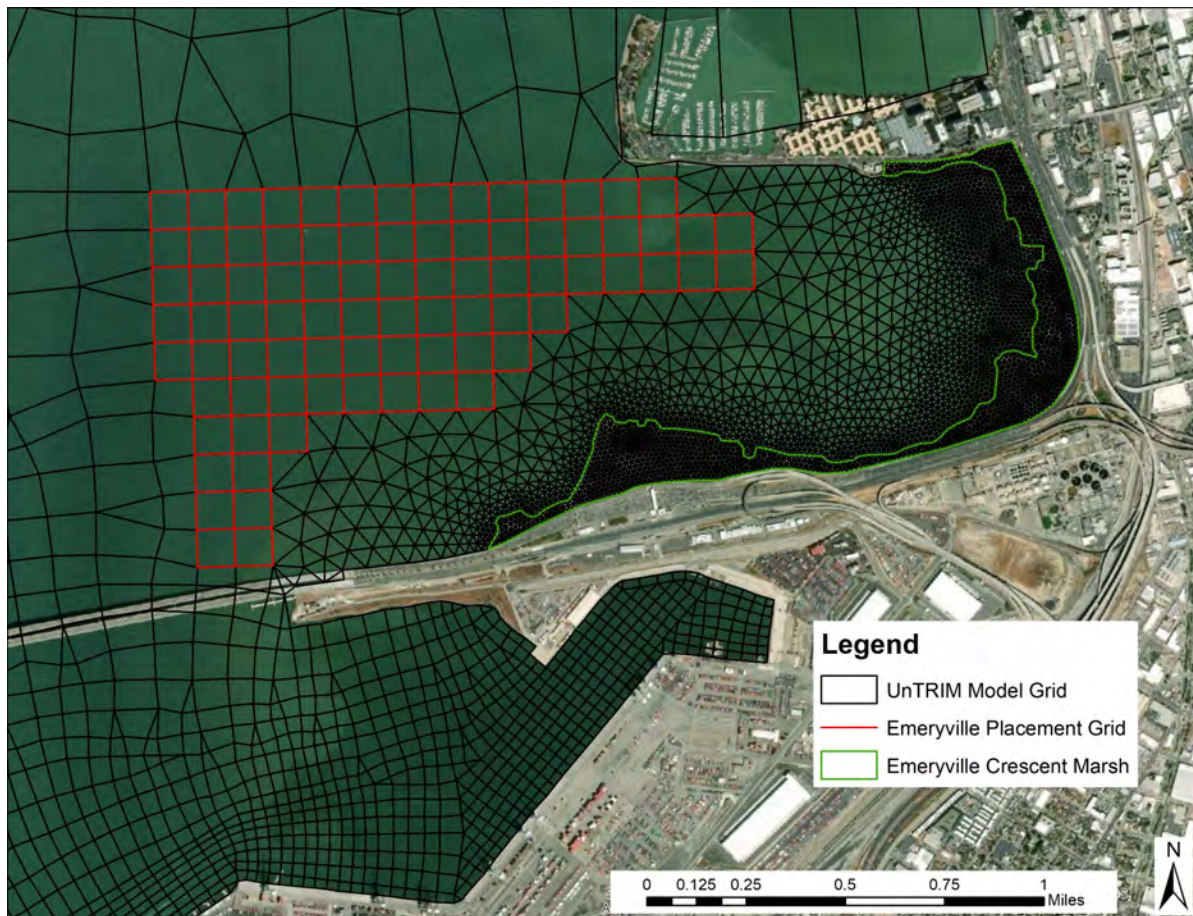 Legend
UnTRIM Model Grid
Emeryville Placement Grid
Emeryville Crescent Marsh
N
0 0.125 0.25 0.5 0.75 1
Miles